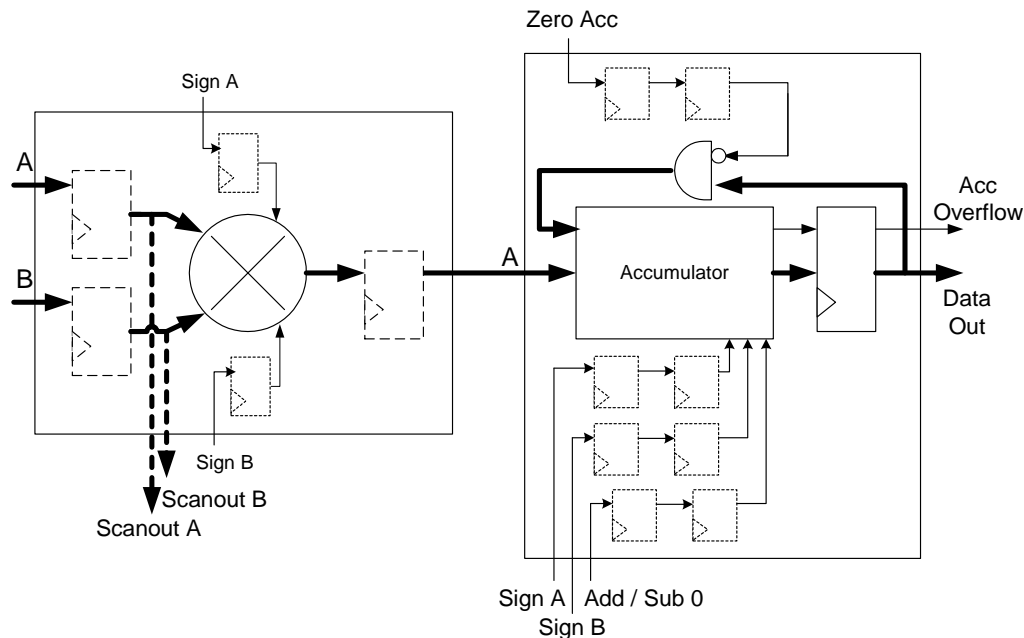 Zero Acc
Sign A
A
B
Sign B
Scanout B
Scanout A
A
Accumulator
Acc
Overflow
Data
Out
Sign A
Add / Sub 0
Sign B